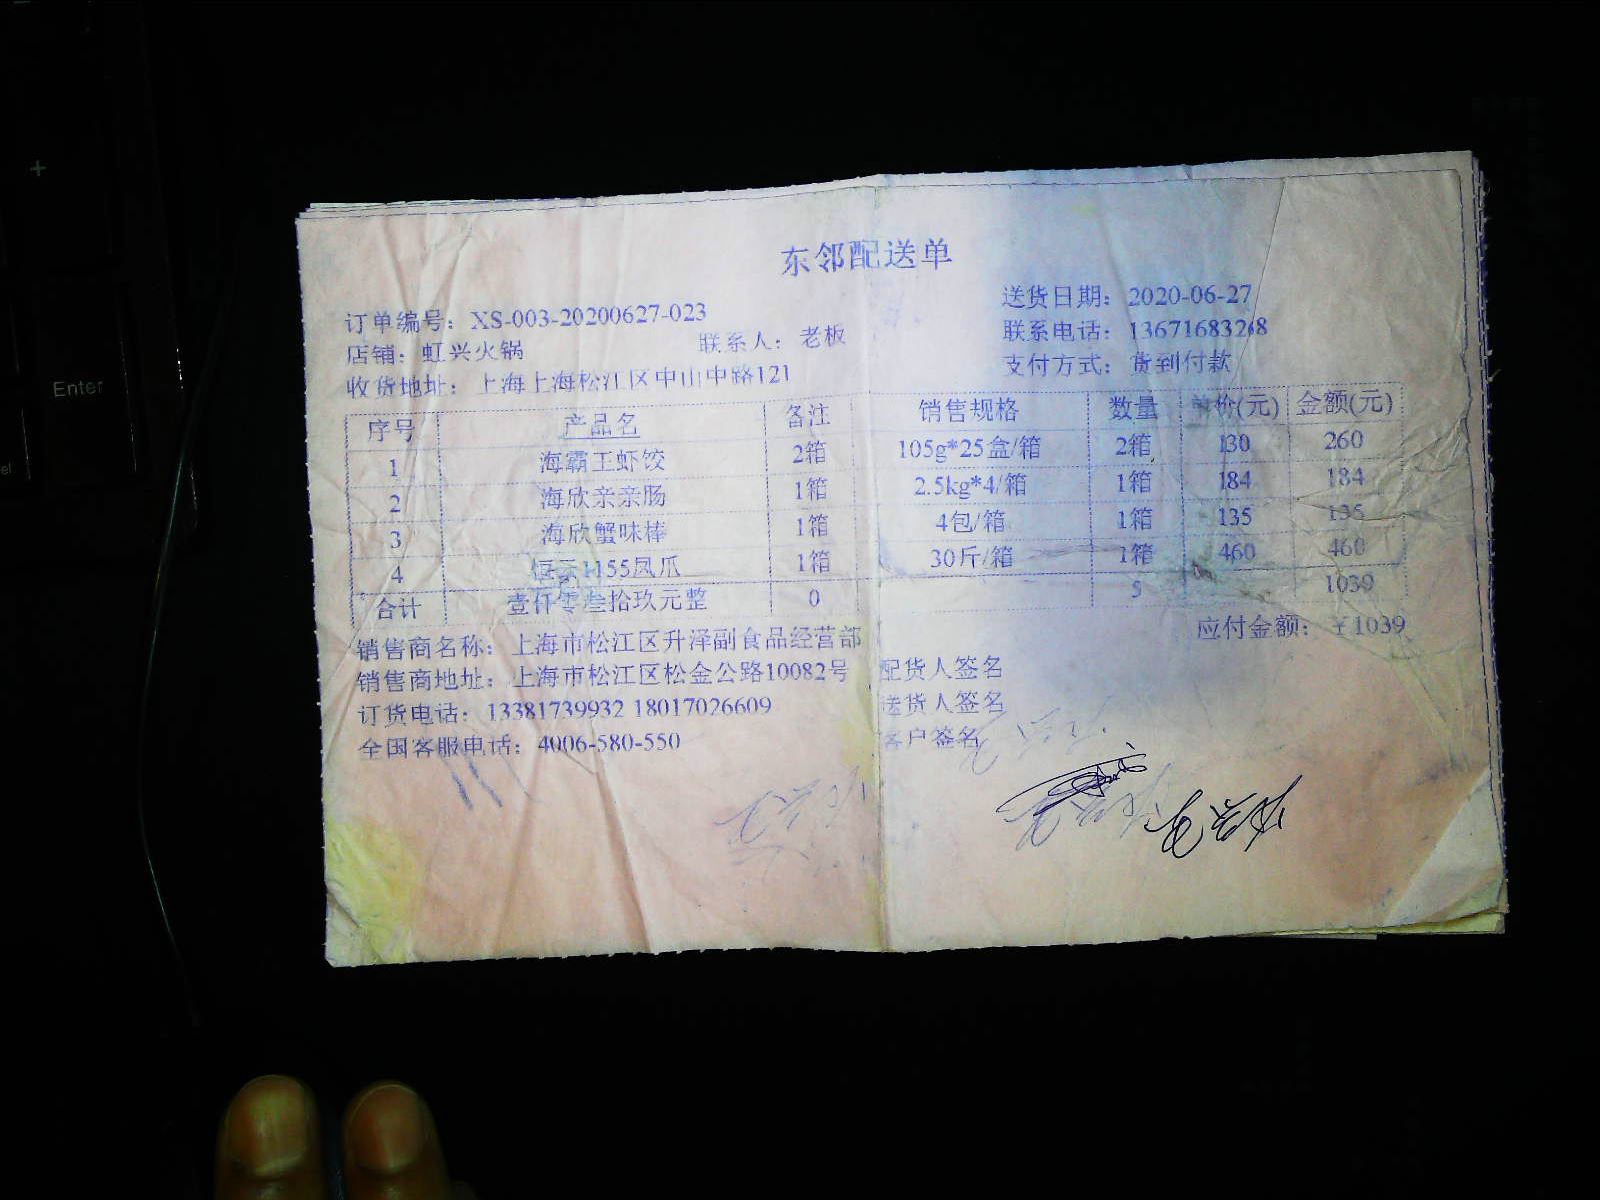 +
Enter
东邻配送单
订单编号：XS-003-20200627-023 送货日期：2020-06-27
店铺：虹兴火锅 联系人：老板 联系电话：13671683268
收货地址：上海上海松江区中山中路121 支付方式：货到付款
序号 产品名 备注 销售规格 数量 单价(元) 金额(元)
1 海霸王虾饺 2箱 105g*25盒/箱 2箱 130 260
2 海欣亲亲肠 1箱 2.5kg*4/箱 1箱 184 184
3 海欣蟹味棒 1箱 4包/箱 1箱 135 135
4 1155凤爪 1箱 30斤/箱 1箱 460 460
合计 壹仟零叁拾玖元整 0 5 1039
应付金额：￥1039
销售商名称：上海市松江区升泽副食品经营部
销售商地址：上海市松江区松金公路10082号 配货人签名
订货电话：13381739932 18017026609 送货人签名
全国客服电话：4006-580-550 客户签名